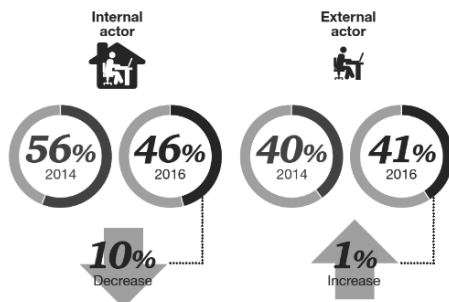 Internal
actor
External
actor
56%
2014
46%
2016
40%
2014
41%
2016
10%
Decrease
1%
Increase